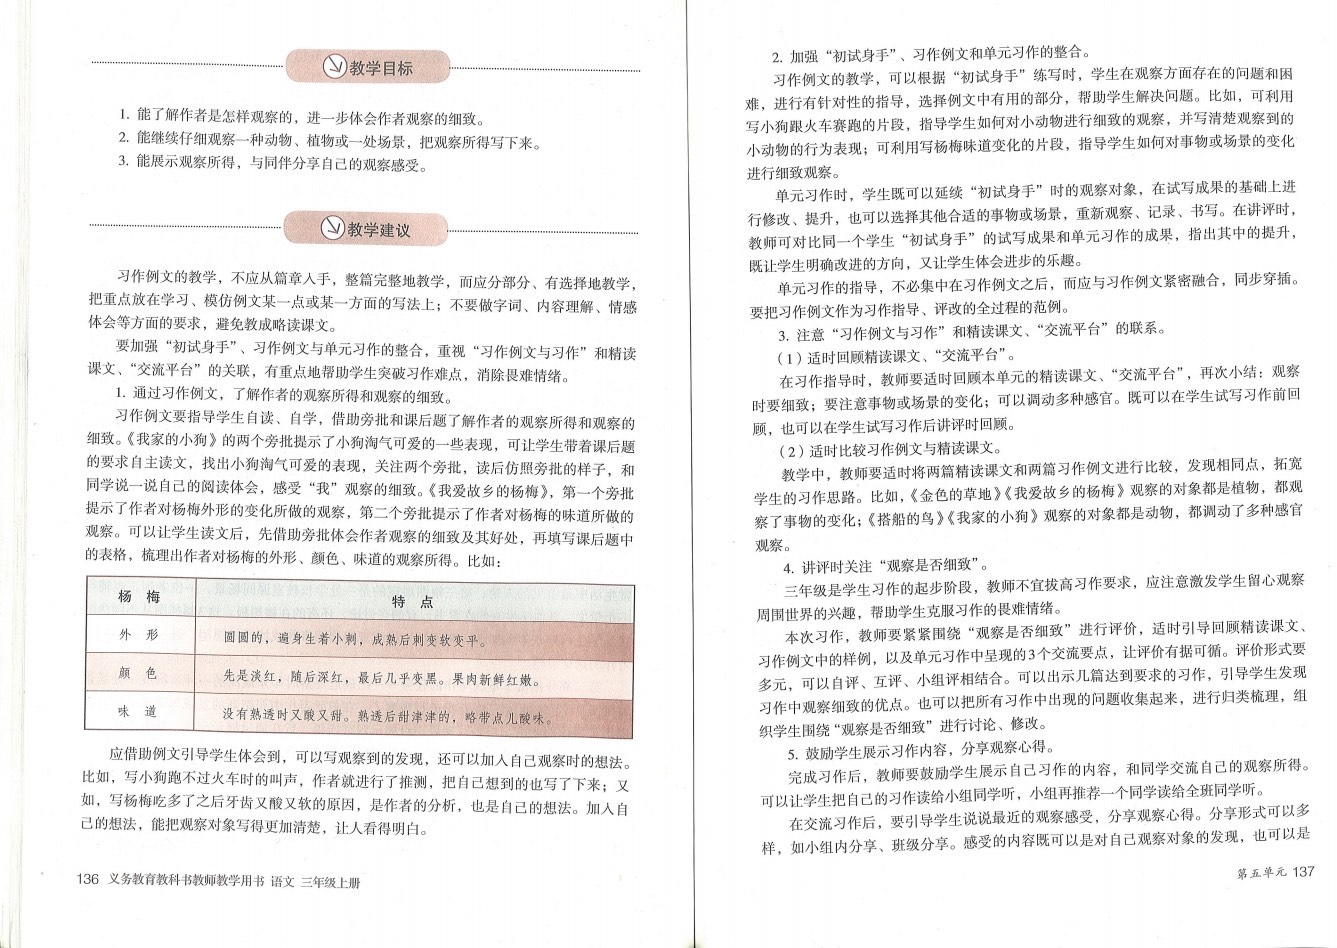 教学目标
1. 能了解作者是怎样观察的，进一步体会作者观察的细致。
2. 能继续仔细观察一种动物、植物或一处场景，把观察所得写下来。
3. 能展示观察所得，与同伴分享自己的观察感受。
教学建议
习作例文的教学，不应从篇章入手，整篇完整地教学，而应分部分、有选择地教学，
把重点放在学习、模仿例文某一点或某一方面的写法上；不要做字词、内容理解、情感
体会等方面的要求，避免教成略读课文。
要加强“初试身手”、习作例文与单元习作的整合，重视“习作例文与习作”和精读
课文、“交流平台”的关联，有重点地帮助学生突破习作难点，消除畏难情绪。
1. 通过习作例文，了解作者的观察所得和观察的细致。
习作例文要指导学生自读、自学，借助旁批和课后题了解作者的观察所得和观察的
细致。《我家的小狗》的两个旁批提示了小狗淘气可爱的一些表现，可让学生带着课后题
的要求自主读文，找出小狗淘气可爱的表现，关注两个旁批，读后仿照旁批的样子，和
同学说一说自己的阅读体会，感受“我”观察的细致。《我爱故乡的杨梅》，第一个旁批
提示了作者对杨梅外形的变化所做的观察，第二个旁批提示了作者对杨梅的味道所做的
观察。可以让学生读文后，先借助旁批体会作者观察的细致及其好处，再填写课后题中
的表格，梳理出作者对杨梅的外形、颜色、味道的观察所得。比如：
杨 梅 特 点
外 形 圆圆的，遍身生着小刺，成熟后刺变软变平。
颜 色 先是淡红，随后深红，最后几乎变黑。果肉新鲜红嫩。
味 道 没有熟透时又酸又甜。熟透后甜津津的，略带点儿酸味。
应借助例文引导学生体会到，可以写观察到的发现，还可以加入自己观察时的想法。
比如，写小狗跑不过火车时的叫声，作者就进行了推测，把自己想到的也写了下来；又
如，写杨梅吃多了之后牙齿又酸又软的原因，是作者的分析，也是自己的想法。加入自
己的想法，能把观察对象写得更加清楚，让人看得明白。
136 义务教育教科书教师教学用书 语文 三年级上册
2. 加强“初试身手”、习作例文和单元习作的整合。
习作例文的教学，可以根据“初试身手”练写时，学生在观察方面存在的问题和困
难，进行有针对性的指导，选择例文中有用的部分，帮助学生解决问题。比如，可利用
写小狗跟火车赛跑的片段，指导学生如何对小动物进行细致的观察，并写清楚观察到的
小动物的行为表现；可利用写杨梅味道变化的片段，指导学生如何对事物或场景的变化
进行细致观察。
单元习作时，学生既可以延续“初试身手”时的观察对象，在试写成果的基础上进
行修改、提升，也可以选择其他合适的事物或场景，重新观察、记录、书写。在讲评时，
教师可对比同一个学生“初试身手”的试写成果和单元习作的成果，指出其中的提升，
既让学生明确改进的方向，又让学生体会进步的乐趣。
单元习作的指导，不必集中在习作例文之后，而应与习作例文紧密融合，同步穿插。
要把习作例文作为习作指导、评改的全过程的范例。
3. 注意“习作例文与习作”和精读课文、“交流平台”的联系。
（1）适时回顾精读课文、“交流平台”。
在习作指导时，教师要适时回顾本单元的精读课文、“交流平台”，再次小结：观察
时要细致；要注意事物或场景的变化；可以调动多种感官。既可以在学生试写习作前回
顾，也可以在学生试写习作后讲评时回顾。
（2）适时比较习作例文与精读课文。
教学中，教师要适时将两篇精读课文和两篇习作例文进行比较，发现相同点，拓宽
学生的习作思路。比如，《金色的草地》《我爱故乡的杨梅》观察的对象都是植物，都观
察了事物的变化；《搭船的鸟》《我家的小狗》观察的对象都是动物，都调动了多种感官
观察。
4. 讲评时关注“观察是否细致”。
三年级是学生习作的起步阶段，教师不宜拔高习作要求，应注意激发学生留心观察
周围世界的兴趣，帮助学生克服习作的畏难情绪。
本次习作，教师要紧紧围绕“观察是否细致”进行评价，适时引导回顾精读课文、
习作例文中的样例，以及单元习作中呈现的3个交流要点，让评价有据可循。评价形式要
多元，可以自评、互评、小组评相结合。可以出示几篇达到要求的习作，引导学生发现
习作中观察细致的优点。也可以把所有习作中出现的问题收集起来，进行归类梳理，组
织学生围绕“观察是否细致”进行讨论、修改。
5. 鼓励学生展示习作内容，分享观察心得。
完成习作后，教师要鼓励学生展示自己习作的内容，和同学交流自己的观察所得。
可以让学生把自己的习作读给小组同学听，小组再推荐一个同学读给全班同学听。
在交流习作后，要引导学生说说最近的观察感受，分享观察心得。分享形式可以多
样，如小组内分享、班级分享。感受的内容既可以是对自己观察对象的发现，也可以是
第五单元 137